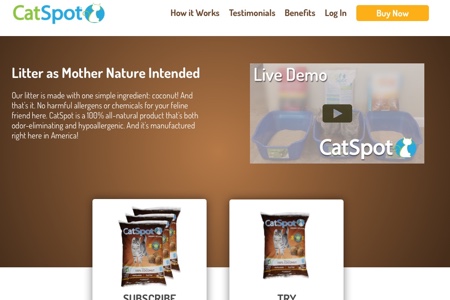 CatSpot
How it Works Testimonials Benefits Log In Buy Now
Litter as Mother Nature Intended
Our litter is made with one simple ingredient: coconut! And
that's it. No harmful allergens or chemicals for your feline
friend here. CatSpot is a 100% all-natural product that's both
odor-eliminating and hypoallergenic. And it's manufactured
right here in America!
Live Demo
CatSpot
CatSpot
CatSpot
SUBSCRIBE
TRY